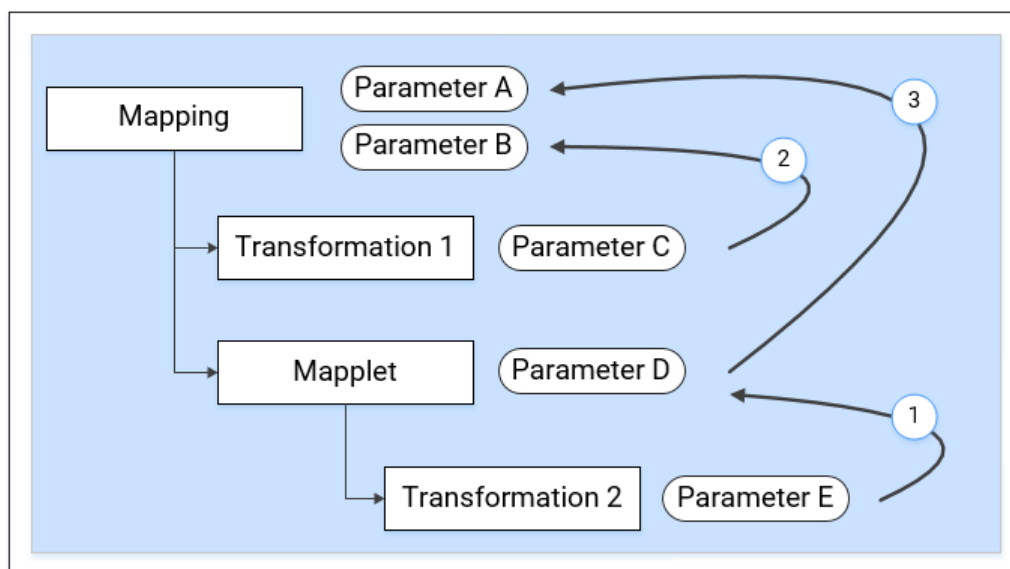 Mapping
Parameter A
3
Parameter B
2
Transformation 1
Parameter C
Mapplet
Parameter D
1
Transformation 2
Parameter E